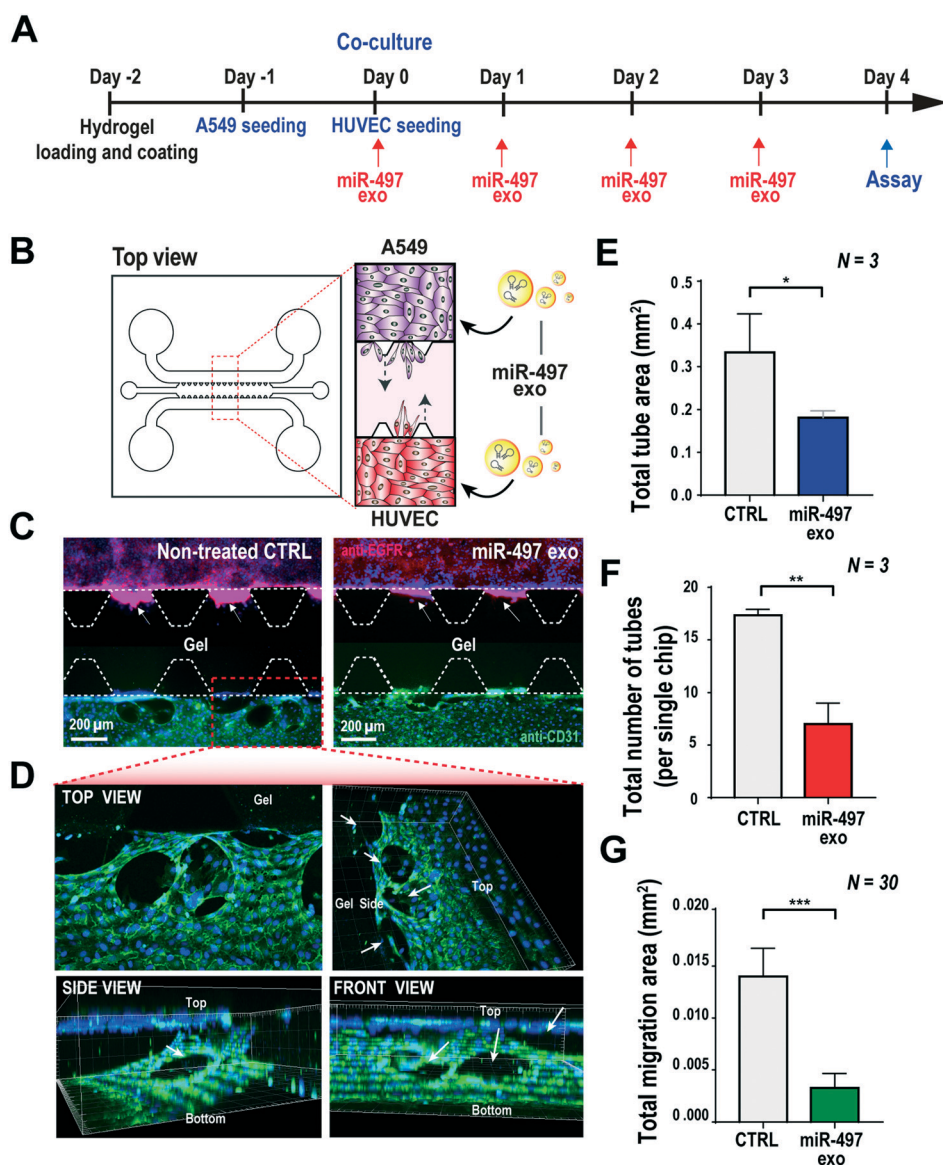 A
Co-culture
Day -2 Day -1 Day 0 Day 1 Day 2 Day 3 Day 4
Hydrogel
loading and coating
A549 seeding
HUVEC seeding
miR-497
exo
miR-497
exo
miR-497
exo
miR-497
exo
Assay
B
Top view
A549
miR-497
exo
HUVEC
C
Non-treated CTRL
anti-EGFR
miR-497 exo
Gel
200 µm
200 µm
anti-CD31
D
TOP VIEW
Gel
Gel Side
Top
SIDE VIEW
Top
Bottom
FRONT VIEW
Top
Bottom
E
N = 3
Total tube area (mm²)
0.5
0.4
0.3
0.2
0.1
0.0
*
CTRL
miR-497
exo
F
N = 3
Total number of tubes
(per single chip)
20
15
10
5
0
**
CTRL
miR-497
exo
G
N = 30
Total migration area (mm²)
0.020
0.015
0.010
0.005
0.000
***
CTRL
miR-497
exo